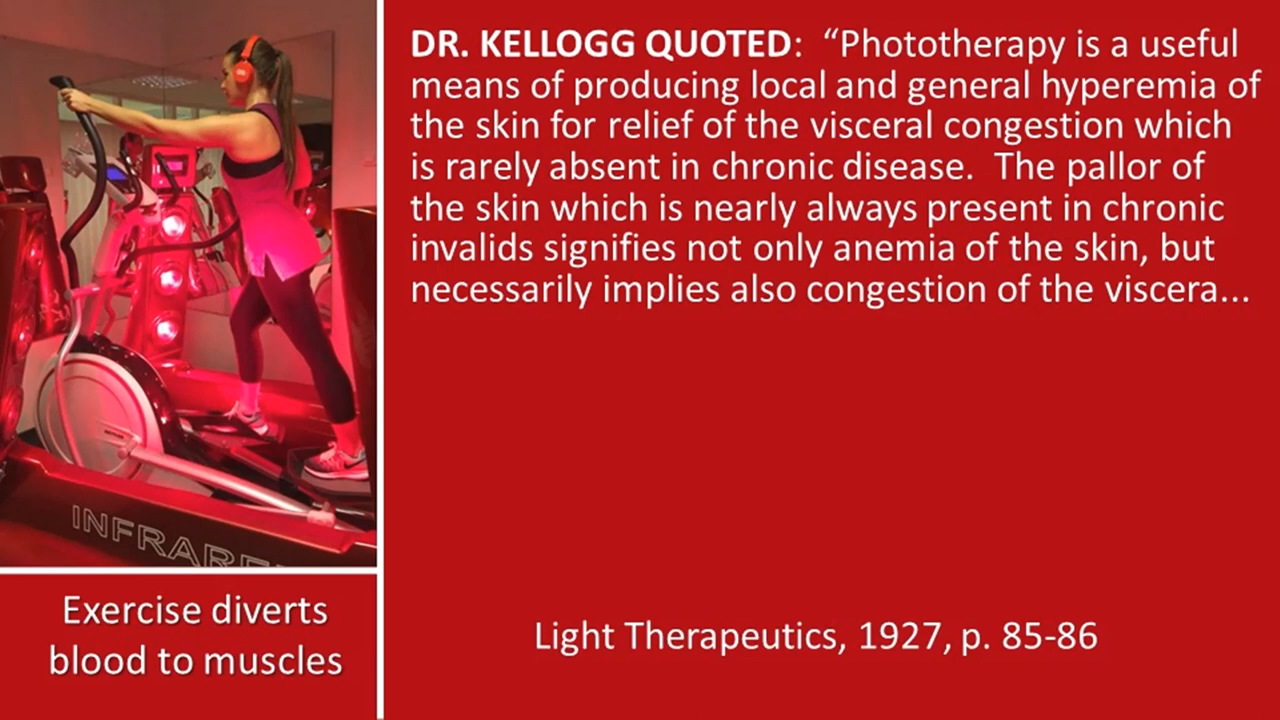 DR. KELLOGG QUOTED:  “Phototherapy is a useful
means of producing local and general hyperemia of
the skin for relief of the visceral congestion which
is rarely absent in chronic disease.  The pallor of
the skin which is nearly always present in chronic
invalids signifies not only anemia of the skin, but
necessarily implies also congestion of the viscera...
Light Therapeutics, 1927, p. 85-86
INFRARE
Exercise diverts
blood to muscles